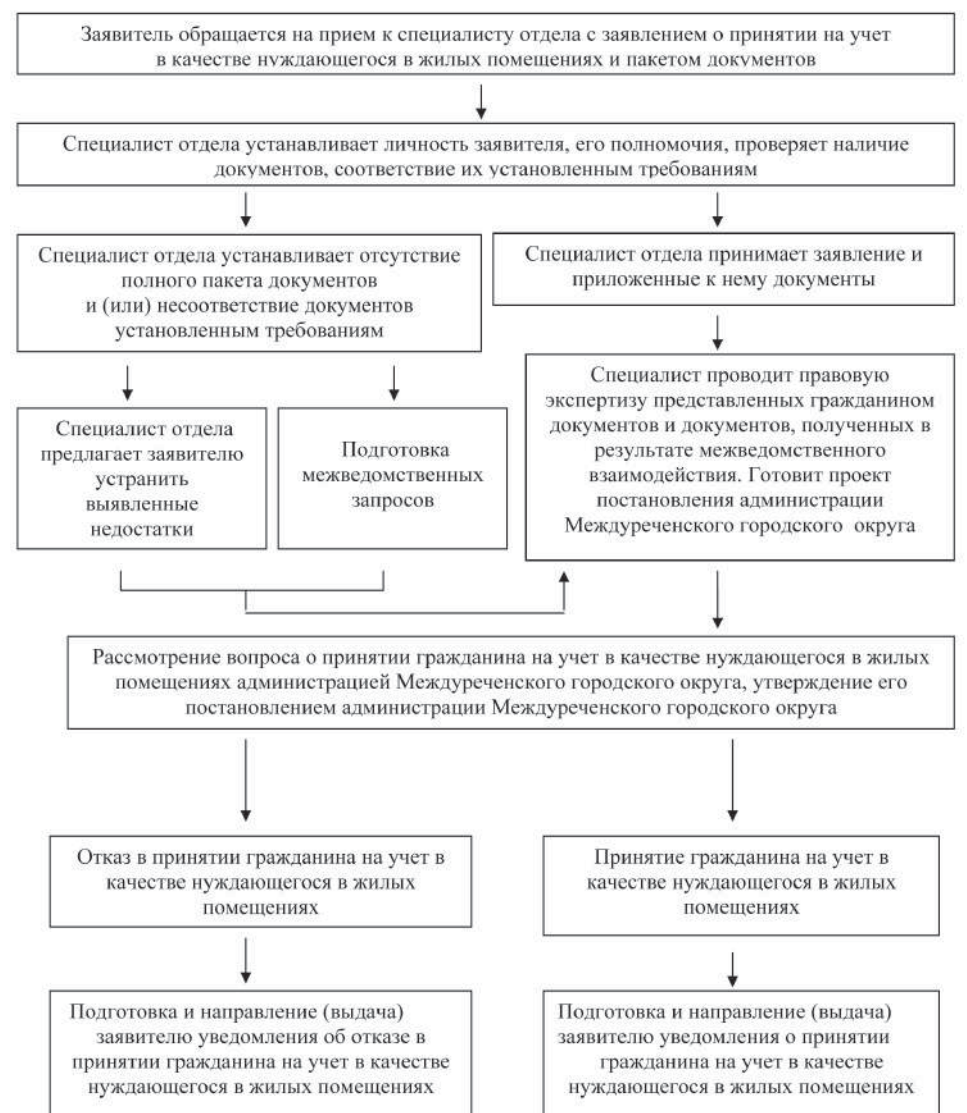 Заявитель обращается на прием к специалисту отдела с заявлением о принятии на учет
в качестве нуждающегося в жилых помещениях и пакетом документов
Специалист отдела устанавливает личность заявителя, его полномочия, проверяет наличие
документов, соответствие их установленным требованиям
Специалист отдела устанавливает отсутствие
полного пакета документов
и (или) несоответствие документов
установленным требованиям
Специалист отдела принимает заявление и
приложенные к нему документы
Специалист отдела
предлагает заявителю
устранить
выявленные
недостатки
Подготовка
межведомственных
запросов
Специалист проводит правовую
экспертизу представленных гражданином
документов и документов, полученных в
результате межведомственного
взаимодействия. Готовит проект
постановления администрации
Междуреченского городского округа
Рассмотрение вопроса о принятии гражданина на учет в качестве нуждающегося в жилых
помещениях администрацией Междуреченского городского округа, утверждение его
постановлением администрации Междуреченского городского округа
Отказ в принятии гражданина на учет в
качестве нуждающегося в жилых
помещениях
Принятие гражданина на учет в
качестве нуждающегося в жилых
помещениях
Подготовка и направление (выдача)
заявителю уведомления об отказе в
принятии гражданина на учет в качестве
нуждающегося в жилых помещениях
Подготовка и направление (выдача)
заявителю уведомления о принятии
гражданина на учет в качестве
нуждающегося в жилых помещениях